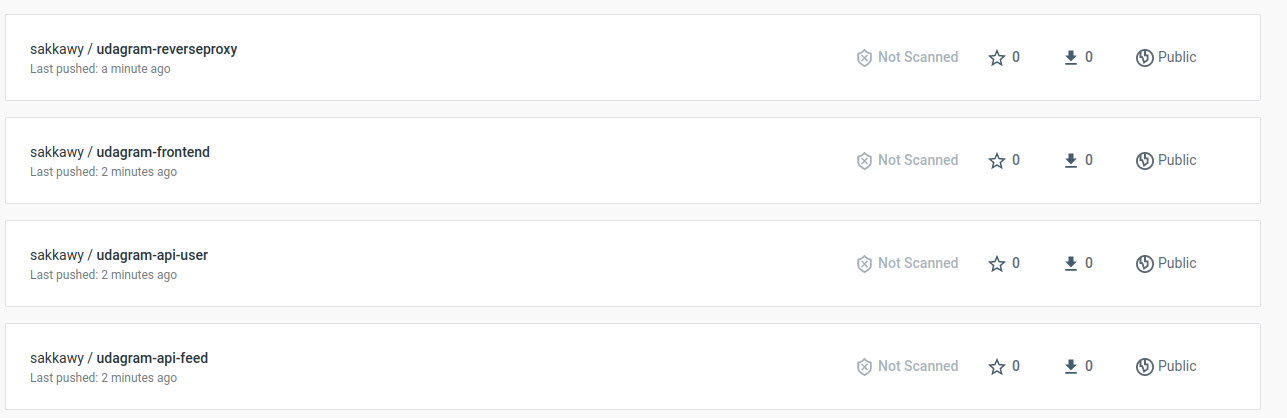 sakkawy / udagram-reverseproxy
Last pushed: a minute ago
Not Scanned 0 0 Public
sakkawy / udagram-frontend
Last pushed: 2 minutes ago
Not Scanned 0 0 Public
sakkawy / udagram-api-user
Last pushed: 2 minutes ago
Not Scanned 0 0 Public
sakkawy / udagram-api-feed
Last pushed: 2 minutes ago
Not Scanned 0 0 Public